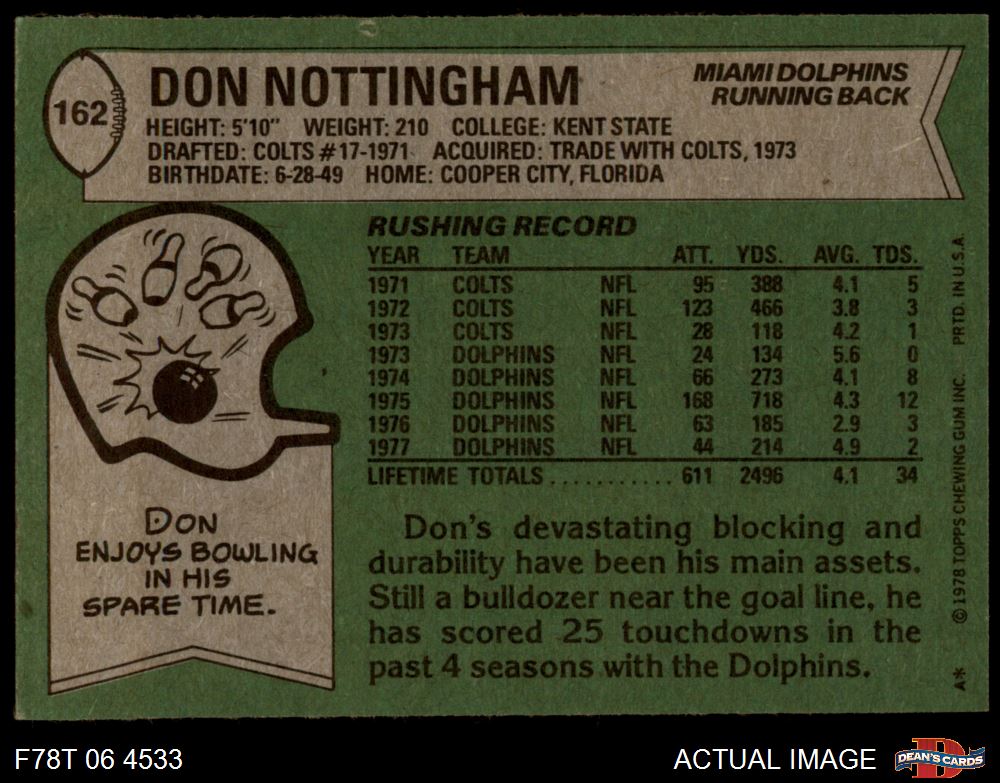 162
DON NOTTINGHAM
MIAMI DOLPHINS
RUNNING BACK
HEIGHT: 5'10" WEIGHT: 210 COLLEGE: KENT STATE
DRAFTED: COLTS #17-1971 ACQUIRED: TRADE WITH COLTS, 1973
BIRTHDATE: 6-28-49 HOME: COOPER CITY, FLORIDA
RUSHING RECORD
YEAR TEAM ATT. YDS. AVG. TDS.
1971 COLTS NFL 95 388 4.1 5
1972 COLTS NFL 123 466 3.8 3
1973 COLTS NFL 28 118 4.2 1
1973 DOLPHINS NFL 24 134 5.6 0
1974 DOLPHINS NFL 66 273 4.1 8
1975 DOLPHINS NFL 168 718 4.3 12
1976 DOLPHINS NFL 63 185 2.9 3
1977 DOLPHINS NFL 44 214 4.9 2
LIFETIME TOTALS ........... 611 2496 4.1 34
DON
ENJOYS BOWLING
IN HIS
SPARE TIME.
Don's devastating blocking and
durability have been his main assets.
Still a bulldozer near the goal line, he
has scored 25 touchdowns in the
past 4 seasons with the Dolphins.
A* © 1978 TOPPS CHEWING GUM INC. PRTD. IN U.S.A.
F78T 06 4533
ACTUAL IMAGE
D
DEAN'S CARDS